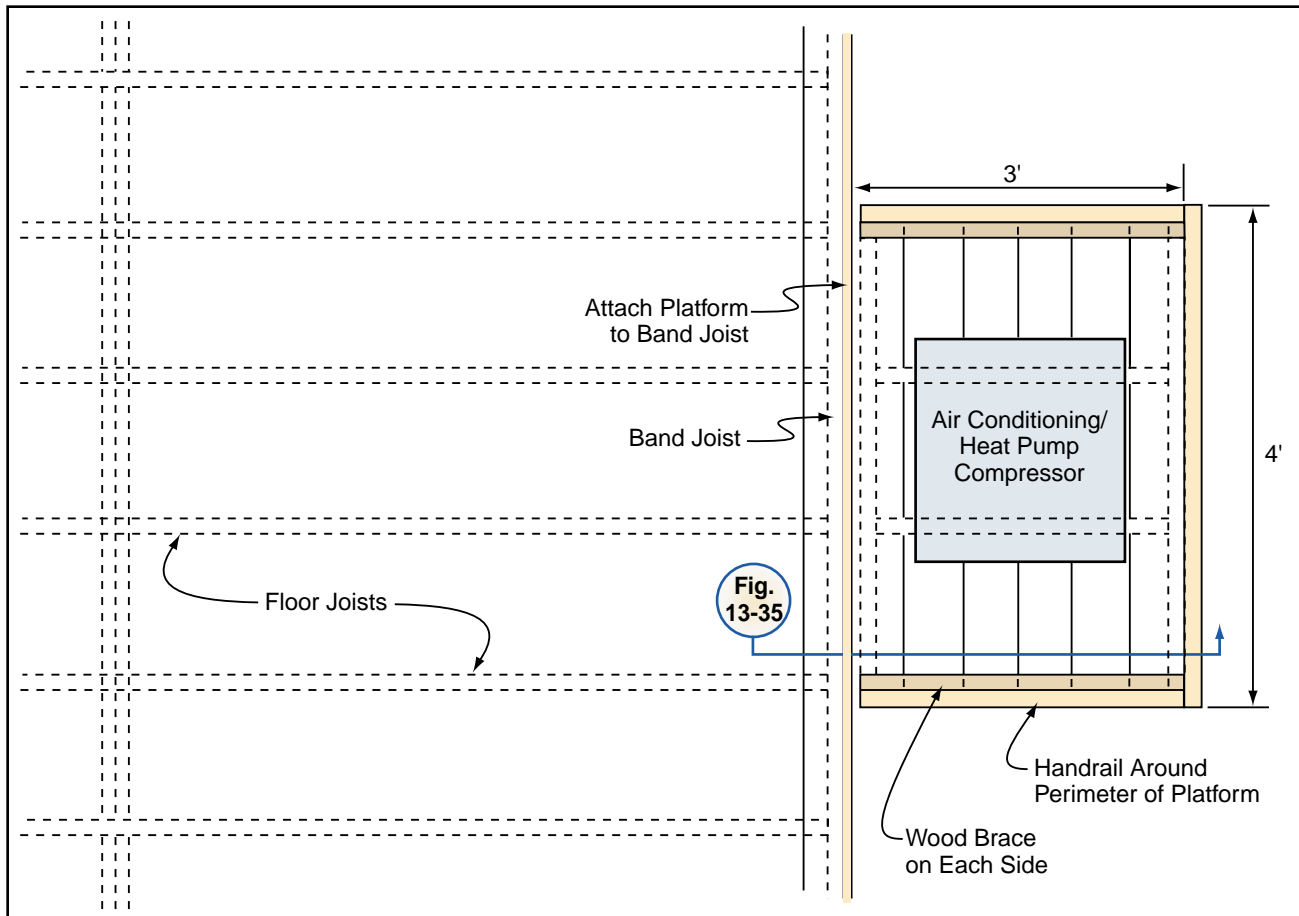 3'
Attach Platform
to Band Joist
Band Joist
Air Conditioning/
Heat Pump
Compressor
4'
Fig.
13-35
Floor Joists
Handrail Around
Perimeter of Platform
Wood Brace
on Each Side